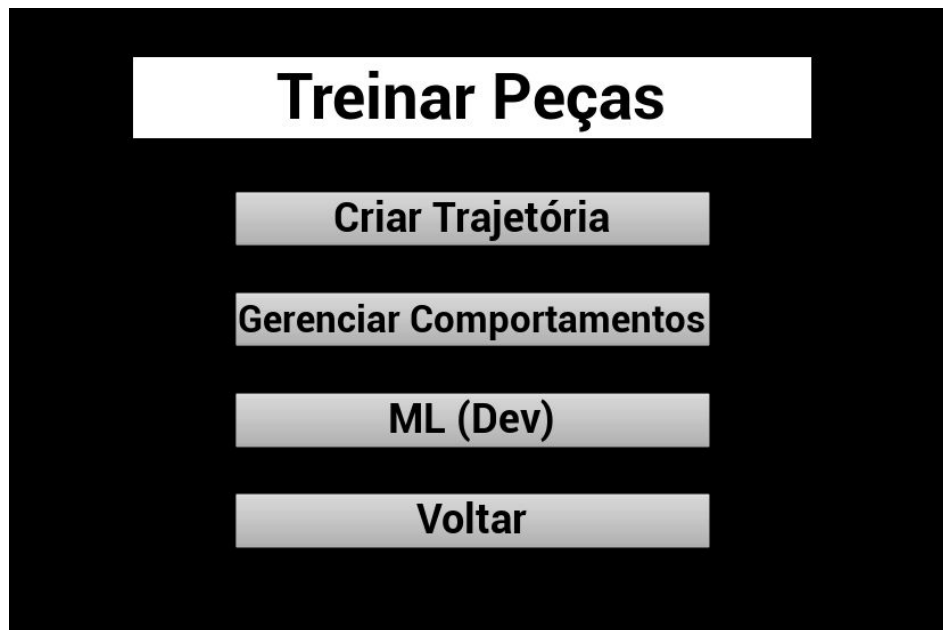 Treinar Peças
Criar Trajetória
Gerenciar Comportamentos
ML (Dev)
Voltar